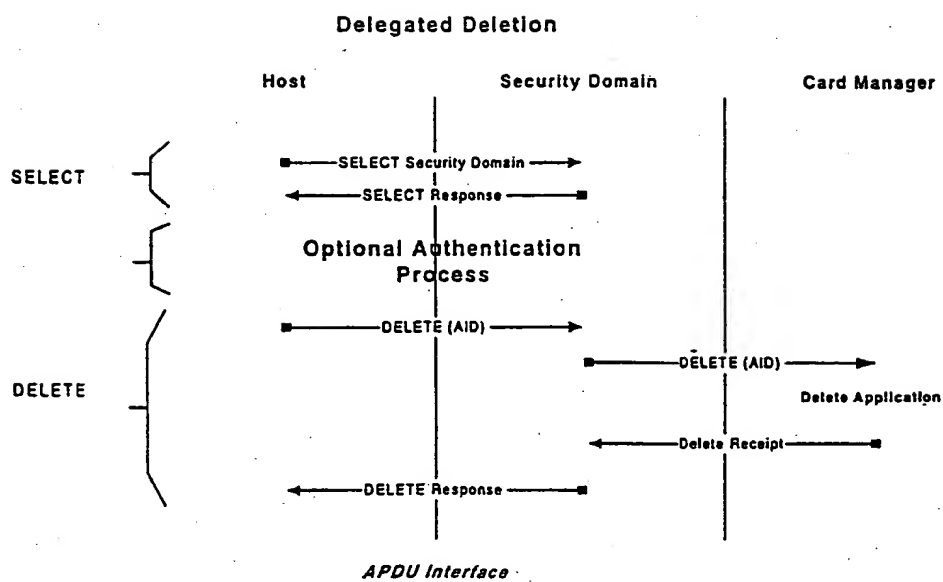 Delegated Deletion
Host Security Domain Card Manager
SELECT Security Domain
SELECT
SELECT Response
Optional Authentication
Process
DELETE (AID)
DELETE (AID)
DELETE
Delete Application
Delete Receipt
DELETE Response
APDU Interface